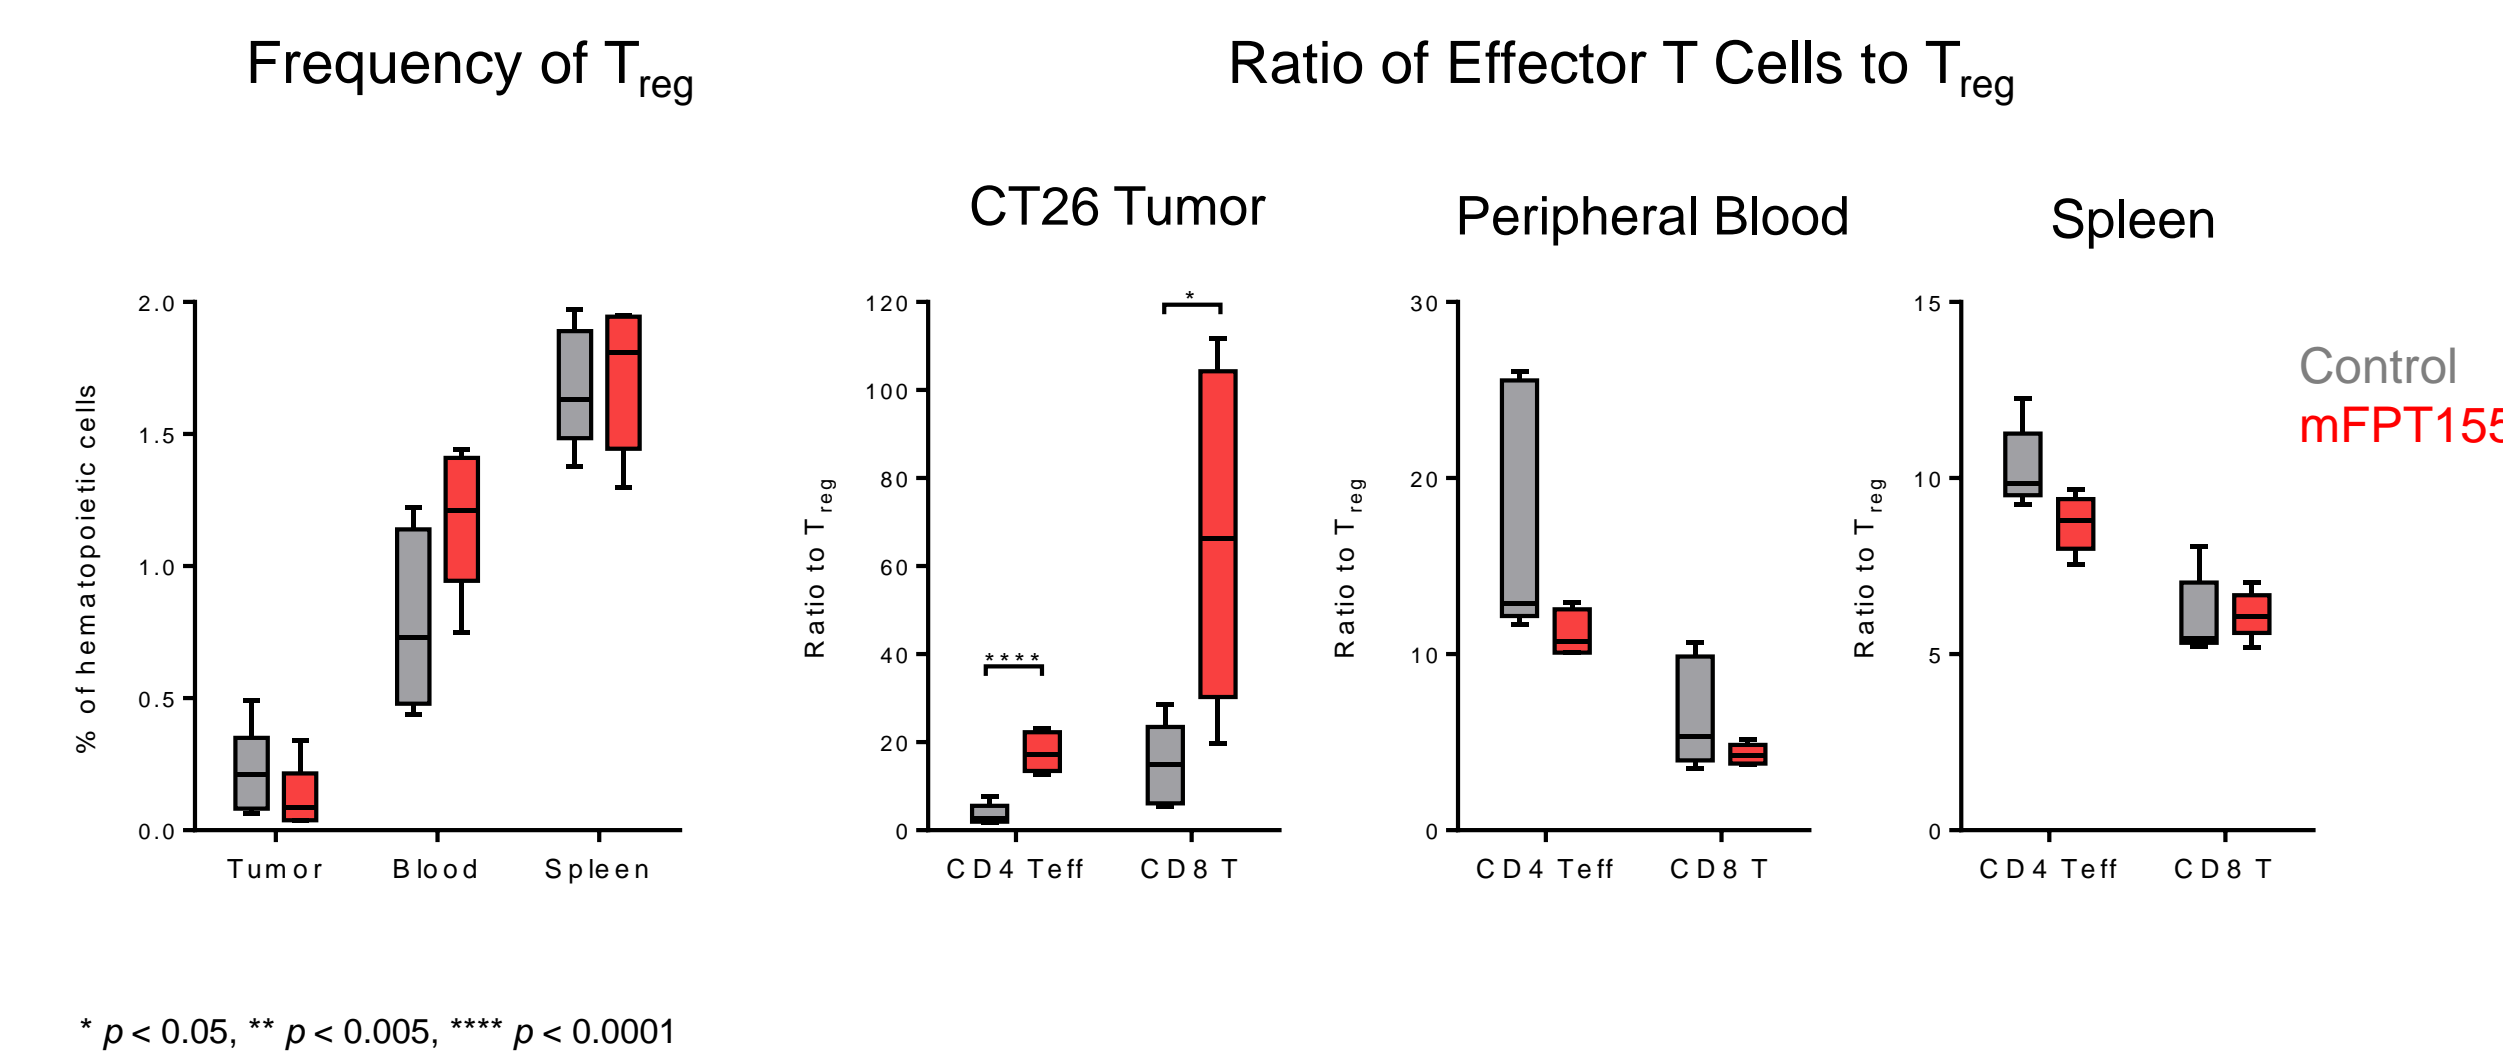 Frequency of Treg
Ratio of Effector T Cells to Treg
CT26 Tumor
Peripheral Blood
Spleen
% of hematopoietic cells
2.0
1.5
1.0
0.5
0.0
Tumor Blood Spleen
Ratio to Treg
120
100
80
60
40
20
0
****
*
CD4 Teff CD8 T
Ratio to Treg
30
20
10
0
CD4 Teff CD8 T
Ratio to Treg
15
10
5
0
CD4 Teff CD8 T
Control
mFPT155
* p < 0.05, ** p < 0.005, **** p < 0.0001